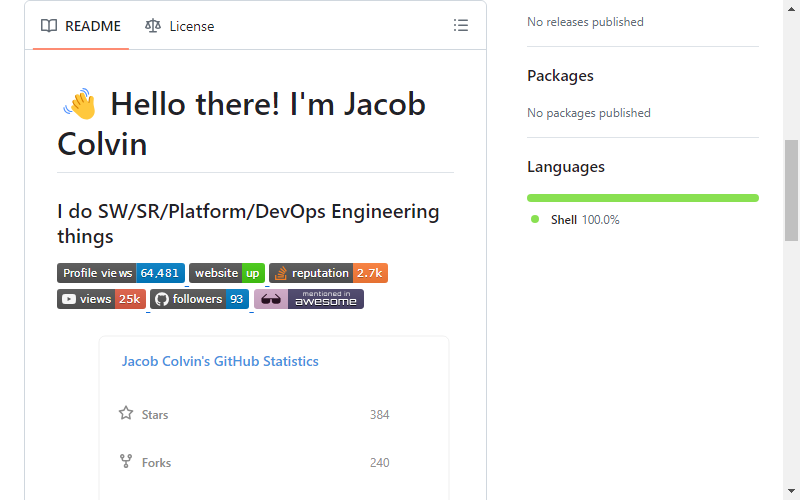 README
License
👋 Hello there! I'm Jacob
Colvin
I do SW/SR/Platform/DevOps Engineering
things
Profile views 64,481 website up reputation 2.7k
views 25k followers 93 mentioned in awesome
Jacob Colvin's GitHub Statistics
Stars 384
Forks 240
No releases published
Packages
No packages published
Languages
Shell 100.0%